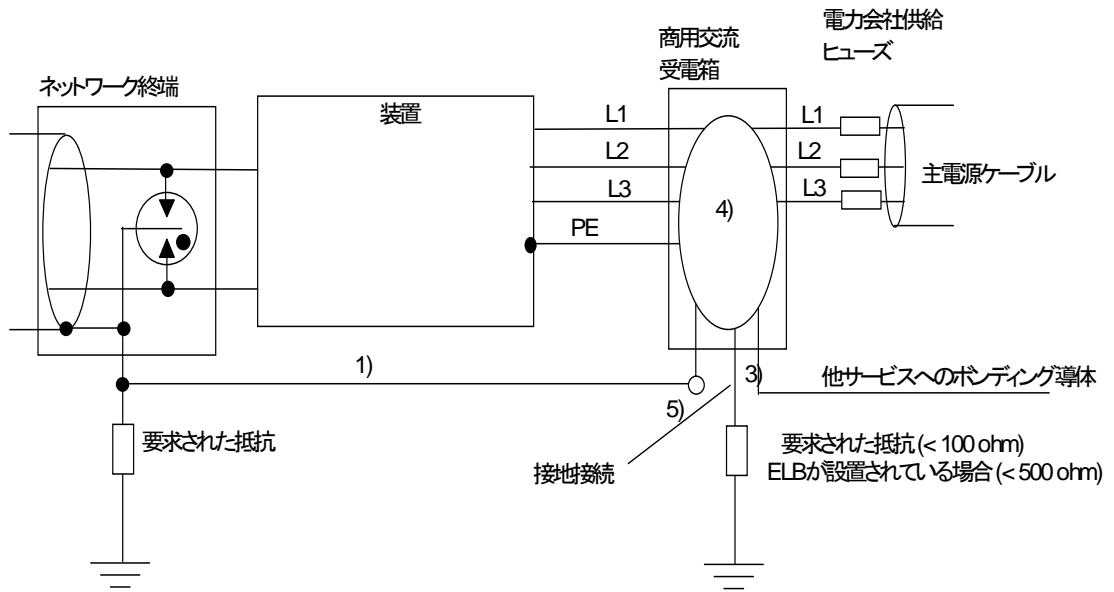 電力会社供給
ヒューズ
商用交流
受電箱
ネットワーク終端
装置
L1
L2
L3
PE
4)
L1
L2
L3
主電源ケーブル
1)
3)
他サービスへのボンディング導体
5)
要求された抵抗
接地接続
要求された抵抗 (< 100 ohm)
ELBが設置されている場合 (< 500 ohm)